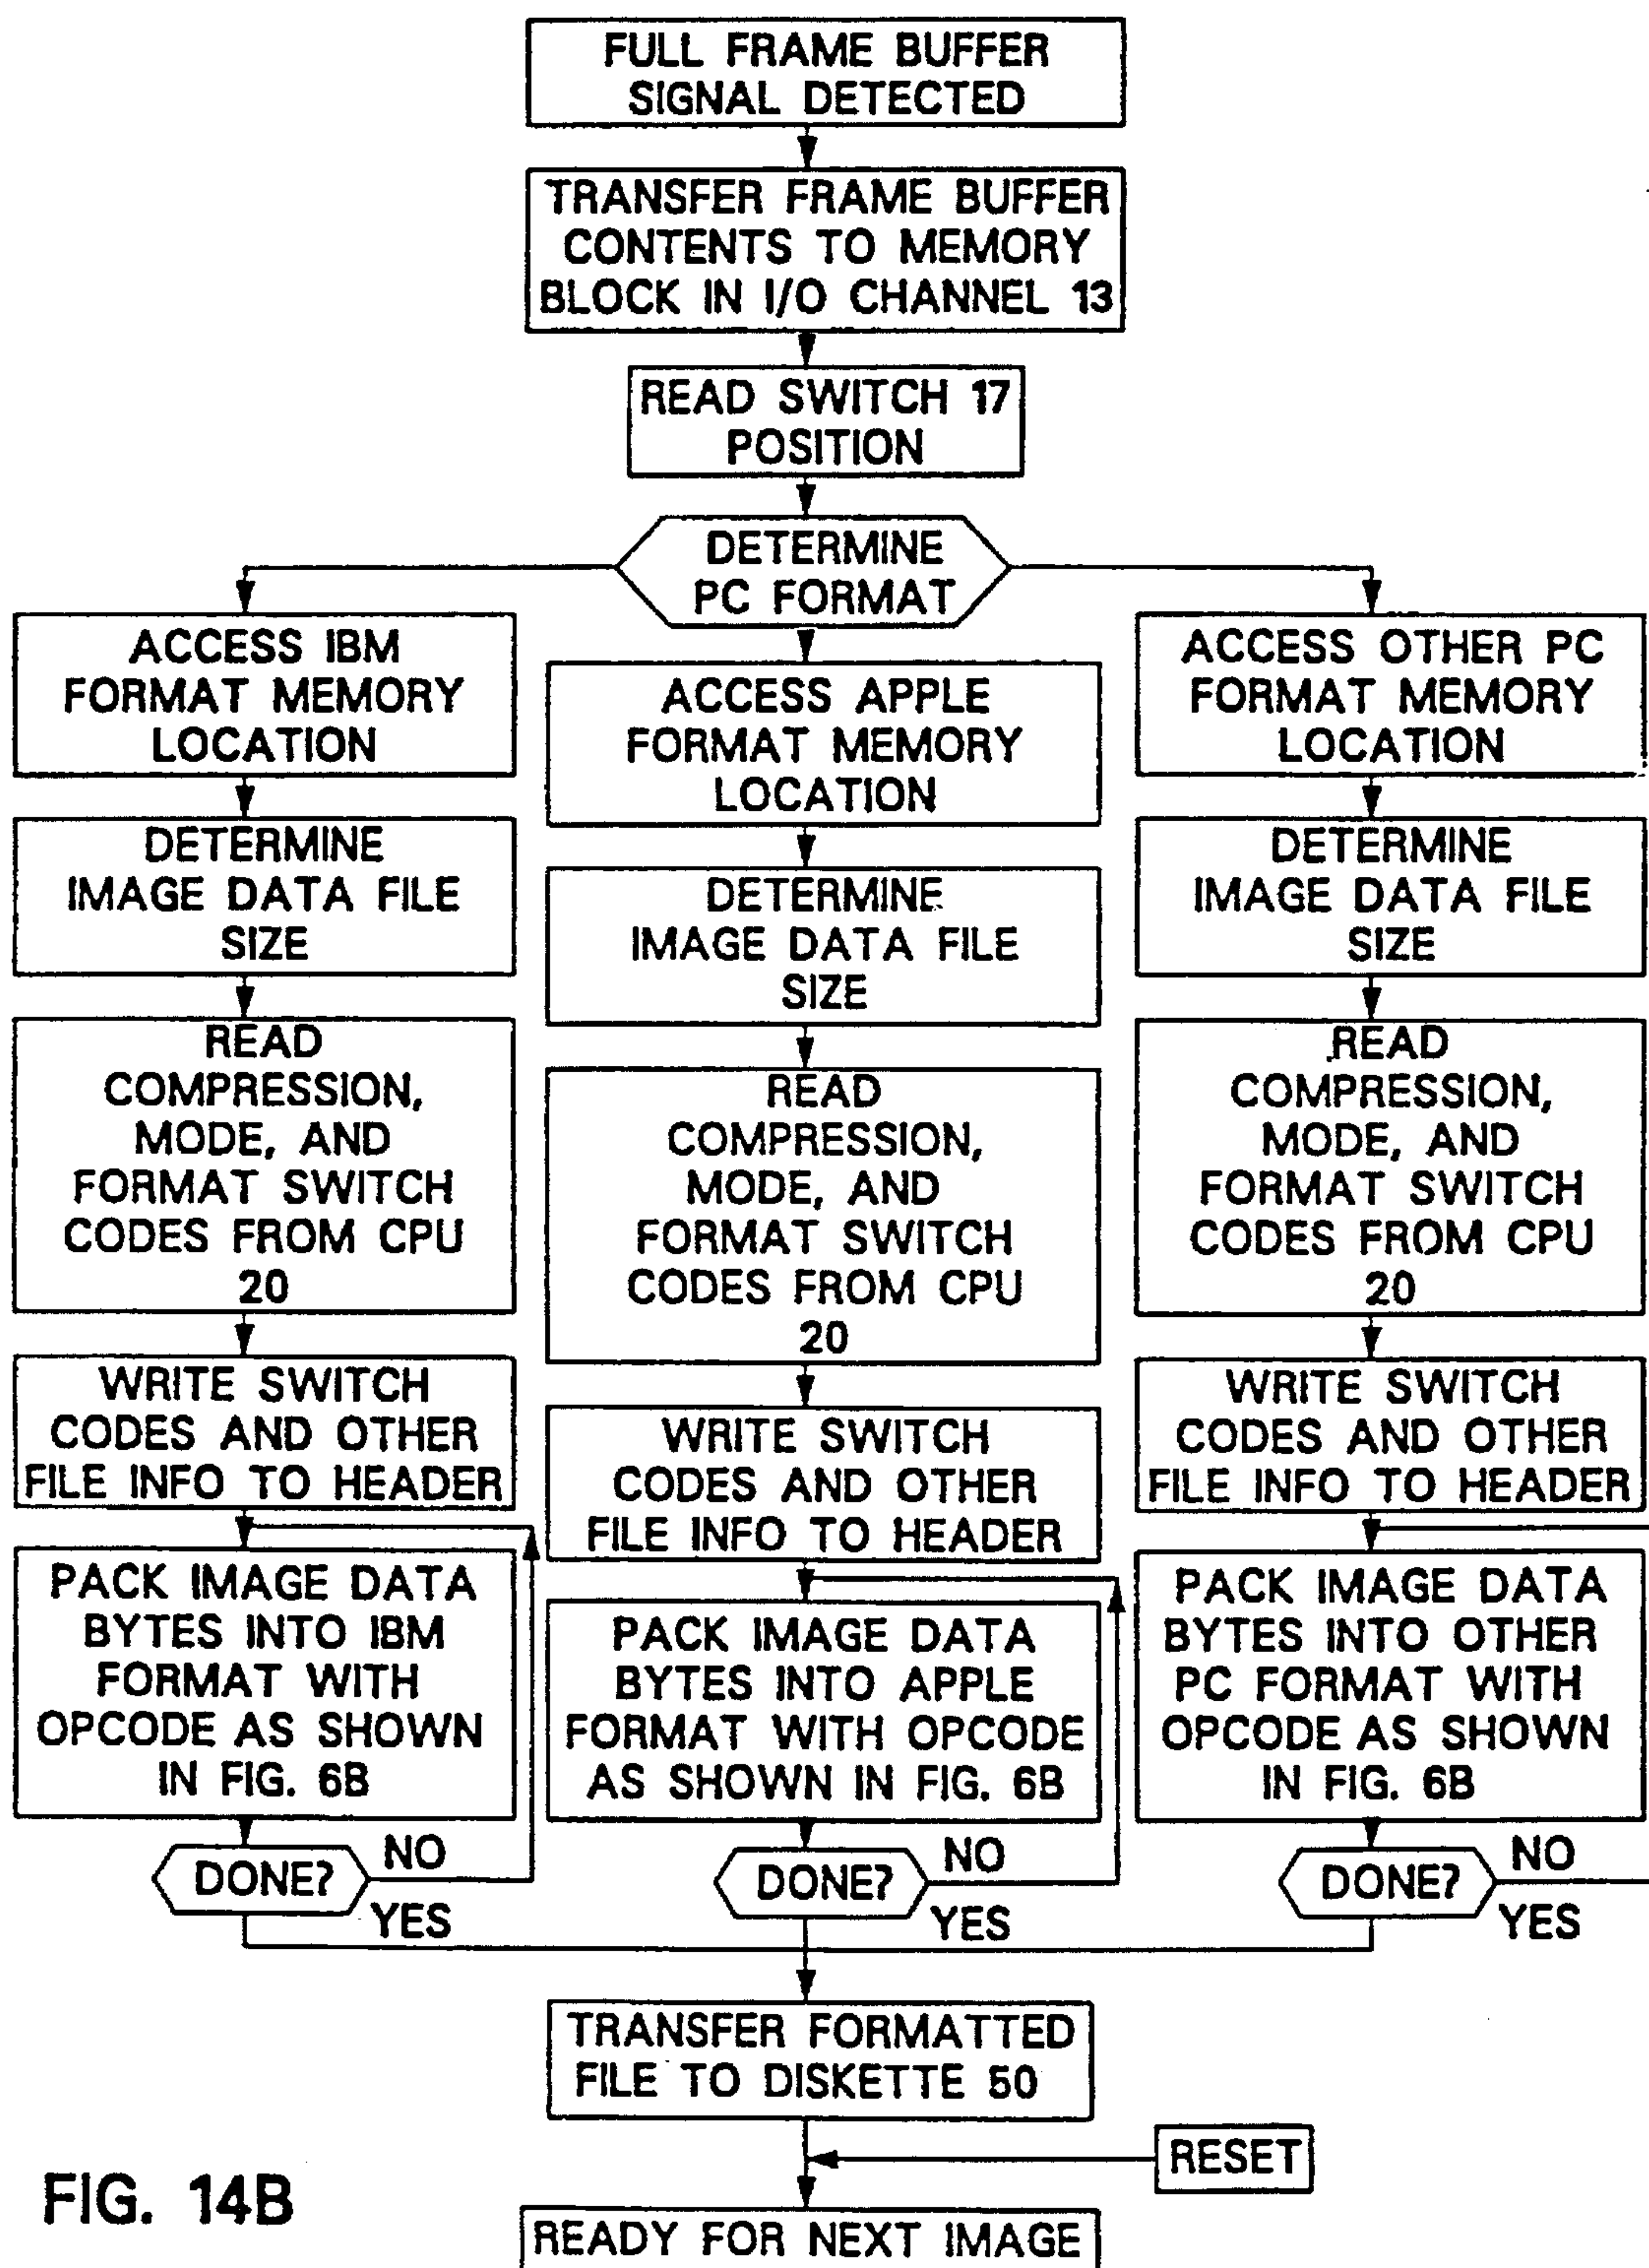 FULL FRAME BUFFER
SIGNAL DETECTED
TRANSFER FRAME BUFFER
CONTENTS TO MEMORY
BLOCK IN I/O CHANNEL 13
READ SWITCH 17
POSITION
DETERMINE
PC FORMAT
ACCESS IBM
FORMAT MEMORY
LOCATION
DETERMINE
IMAGE DATA FILE
SIZE
READ
COMPRESSION,
MODE, AND
FORMAT SWITCH
CODES FROM CPU
20
WRITE SWITCH
CODES AND OTHER
FILE INFO TO HEADER
PACK IMAGE DATA
BYTES INTO IBM
FORMAT WITH
OPCODE AS SHOWN
IN FIG. 6B
DONE?
NO
YES
ACCESS APPLE
FORMAT MEMORY
LOCATION
DETERMINE
IMAGE DATA FILE
SIZE
READ
COMPRESSION,
MODE, AND
FORMAT SWITCH
CODES FROM CPU
20
WRITE SWITCH
CODES AND OTHER
FILE INFO TO HEADER
PACK IMAGE DATA
BYTES INTO APPLE
FORMAT WITH OPCODE
AS SHOWN IN FIG. 6B
DONE?
NO
YES
ACCESS OTHER PC
FORMAT MEMORY
LOCATION
DETERMINE
IMAGE DATA FILE
SIZE
READ
COMPRESSION,
MODE, AND
FORMAT SWITCH
CODES FROM CPU
20
WRITE SWITCH
CODES AND OTHER
FILE INFO TO HEADER
PACK IMAGE DATA
BYTES INTO OTHER
PC FORMAT WITH
OPCODE AS SHOWN
IN FIG. 6B
DONE?
NO
YES
TRANSFER FORMATTED
FILE TO DISKETTE 50
RESET
READY FOR NEXT IMAGE
FIG. 14B